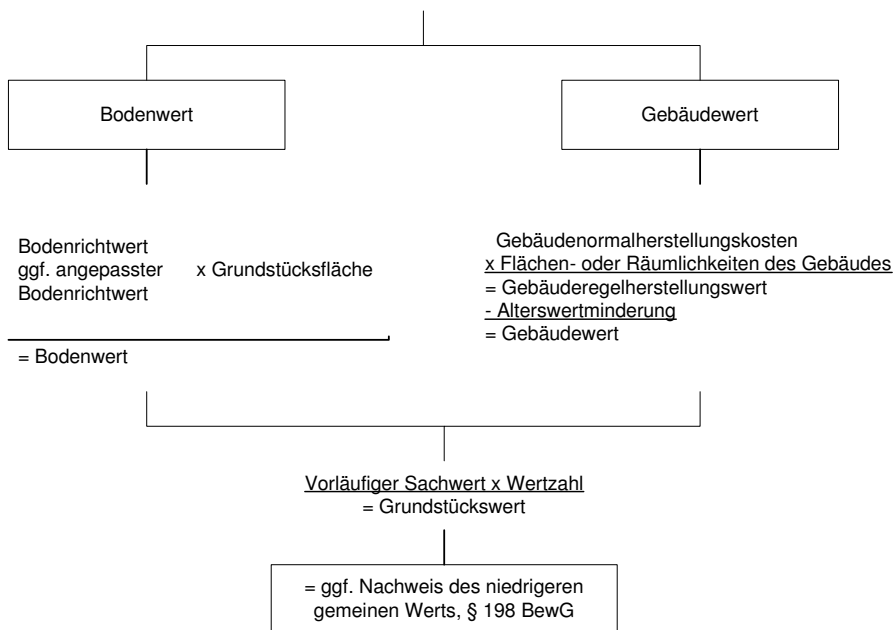 Bodenwert
Gebäudewert
Bodenrichtwert
ggf. angepasster x Grundstücksfläche
Bodenrichtwert
= Bodenwert
Gebäudenormalherstellungskosten
x Flächen- oder Räumlichkeiten des Gebäudes
= Gebäuderegelherstellungswert
- Alterswertminderung
= Gebäudewert
Vorläufiger Sachwert x Wertzahl
= Grundstückswert
= ggf. Nachweis des niedrigeren
gemeinen Werts, § 198 BewG